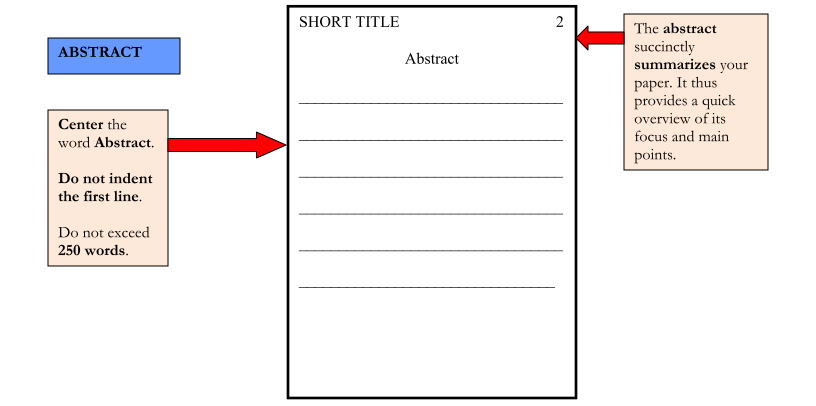 ABSTRACT
Center the
word Abstract.
Do not indent
the first line.
Do not exceed
250 words.
SHORT TITLE 2
Abstract
The abstract
succinctly
summarizes your
paper. It thus
provides a quick
overview of its
focus and main
points.